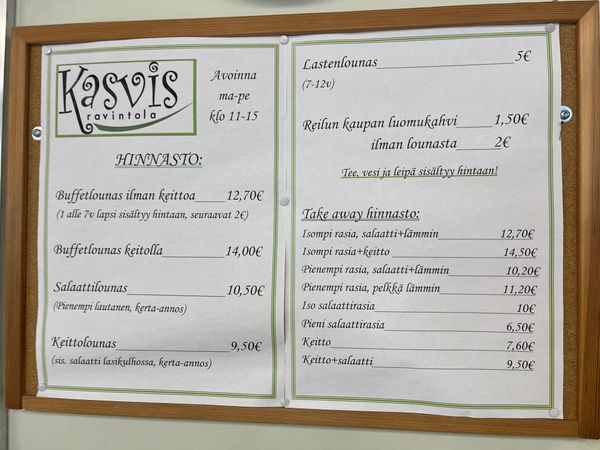 Kasvis
ravintola
Avoinna
ma-pe
klo 11-15
HINNASTO:
Buffetlounas ilman keittoa 12,70€
(1 alle 7v lapsi sisältyy hintaan, seuraavat 2€)
Buffetlounas keitolla 14,00€
Salaattilounas 10,50€
(Pienempi lautanen, kerta-annos)
Keittolounas 9,50€
(sis. salaatti lasikulhossa, kerta-annos)
Lastenlounas 5€
(7-12v)
Reilun kaupan luomukahvi 1,50€
ilman lounasta 2€
Tee, vesi ja leipä sisältyy hintaan!
Take away hinnasto:
Isompi rasia, salaatti+lämmin 12,70€
Isompi rasia+keitto 14,50€
Pienempi rasia, salaatti+lämmin 10,20€
Pienempi rasia, pelkkä lämmin 11,20€
Iso salaattirasia 10€
Pieni salaattirasia 6,50€
Keitto 7,60€
Keitto+salaatti 9,50€